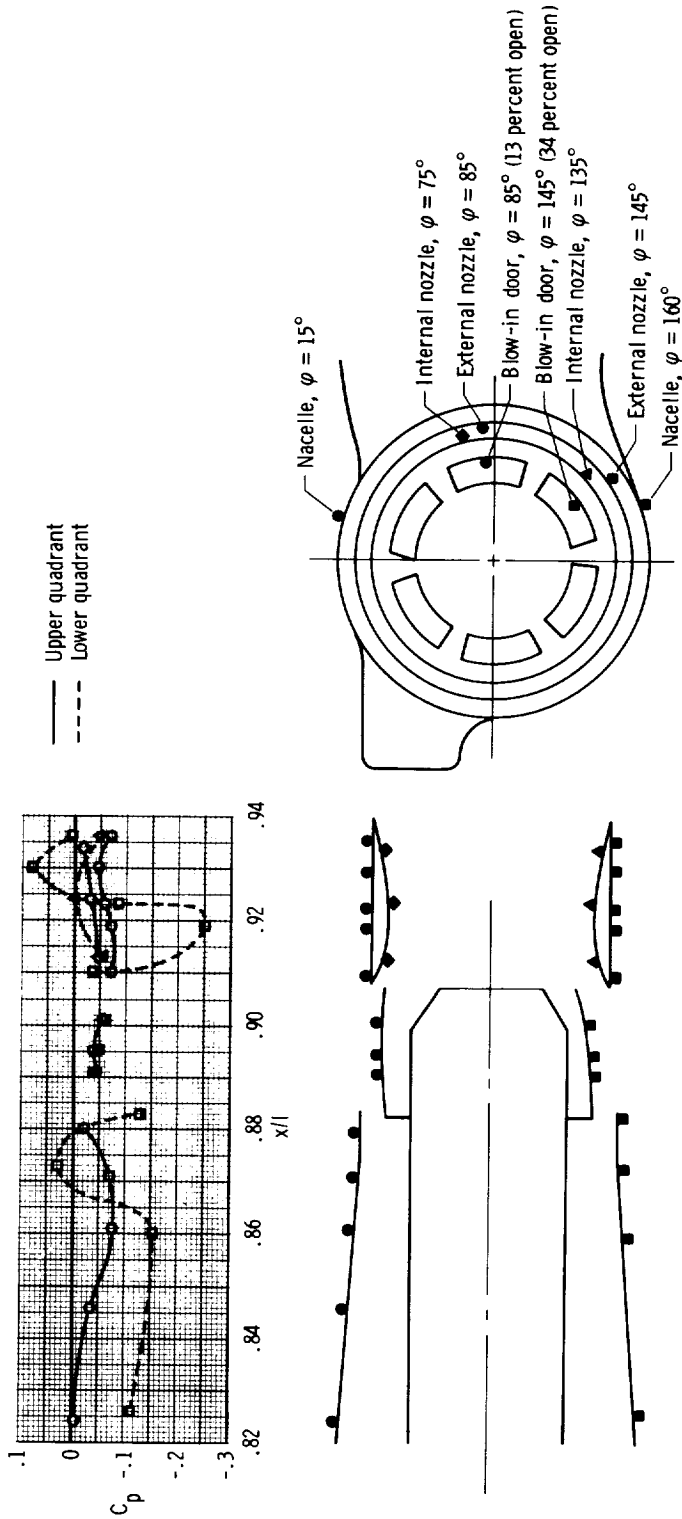 Upper quadrant
Lower quadrant
.1
0
-.1
-.2
-.3
C_p
.82
.84
.86
.88
.90
.92
.94
x/l
Nacelle, φ = 15°
Internal nozzle, φ = 75°
External nozzle, φ = 85°
Blow-in door, φ = 85° (13 percent open)
Blow-in door, φ = 145° (34 percent open)
Internal nozzle, φ = 135°
External nozzle, φ = 145°
Nacelle, φ = 160°